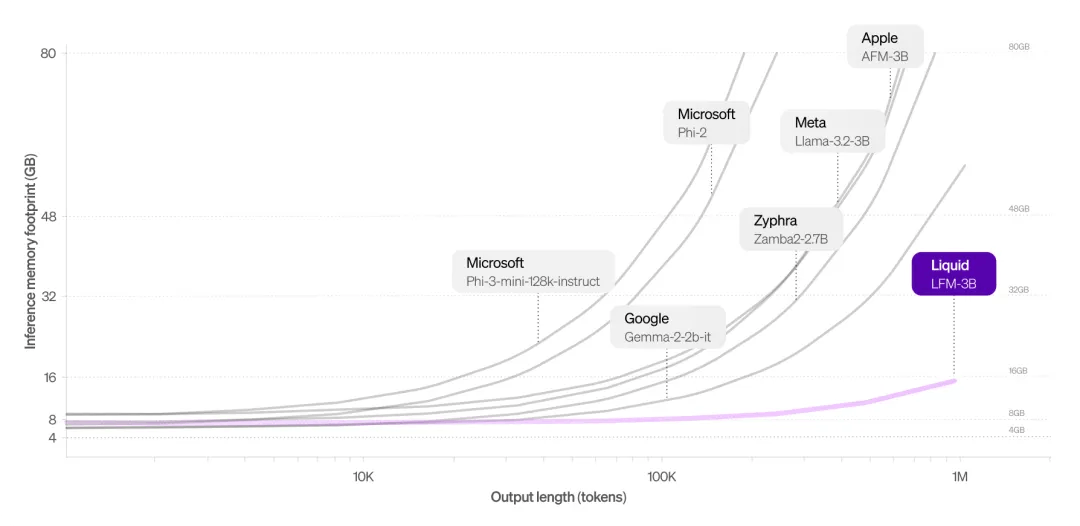 80
48
32
16
8
4
Inference memory footprint (GB)
Apple
AFM-3B
80GB
Microsoft
Phi-2
Meta
Llama-3.2-3B
48GB
Zyphra
Zamba2-2.7B
Microsoft
Phi-3-mini-128k-instruct
Liquid
LFM-3B
32GB
Google
Gemma-2-2b-it
16GB
8GB
4GB
10K
100K
1M
Output length (tokens)